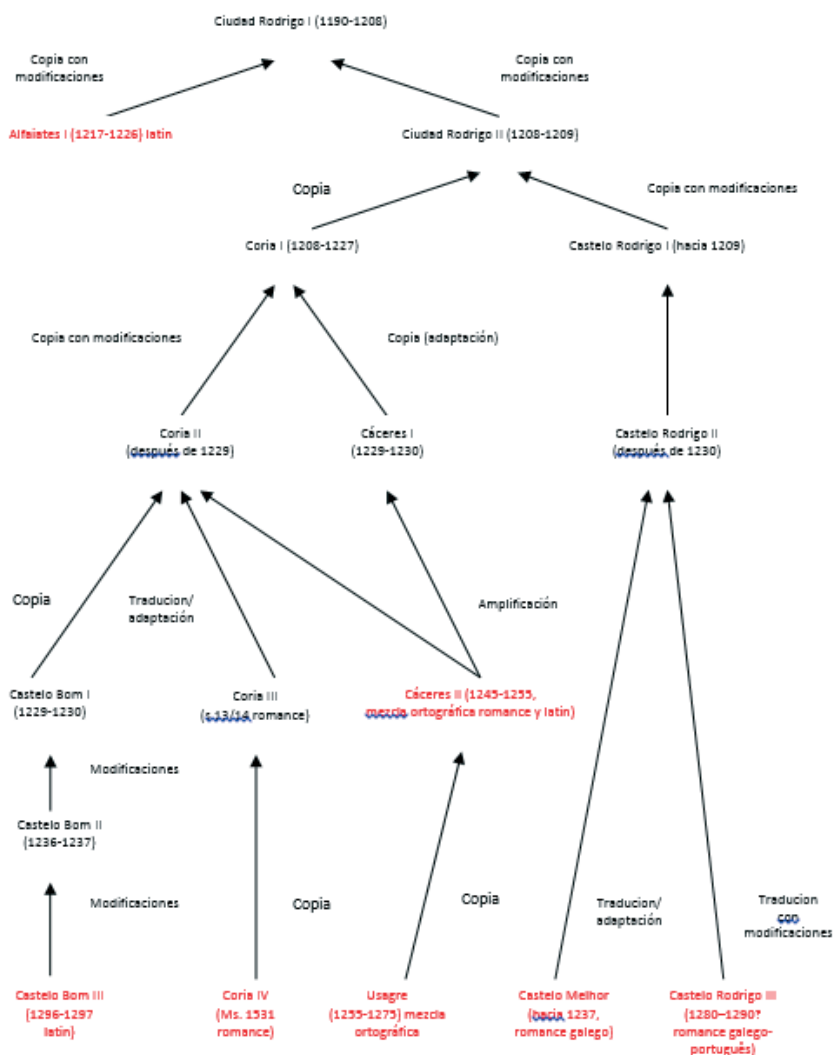 Ciudad Rodrigo I (1190-1208)
Copia con
modificaciones
Copia con
modificaciones
Alfaiates I (1217-1226) latin
Ciudad Rodrigo II (1208-1209)
Copia
Copia con modificaciones
Coria I (1208-1227)
Castelo Rodrigo I (hacia 1209)
Copia con modificaciones
Copia (adaptación)
Coria II
(después de 1229)
Cáceres I
(1229-1230)
Castelo Rodrigo II
(después de 1230)
Copia
Traducion/
adaptación
Amplificación
Castelo Bom I
(1229-1230)
Coria III
(s.13/14 romance)
Cáceres II (1245-1255,
mezcla ortográfica romance y latin)
Modificaciones
Castelo Bom II
(1236-1237)
Modificaciones
Copia
Copia
Traducion/
adaptación
Traducion
con
modificaciones
Castelo Bom III
(1296-1297
latin)
Coria IV
(Ms. 1531
romance)
Usagre
(1255-1275) mezcla
ortográfica
Castelo Melhor
(hacia 1237,
romance galego)
Castelo Rodrigo III
(1280–1290?
romance galego-
portugués)